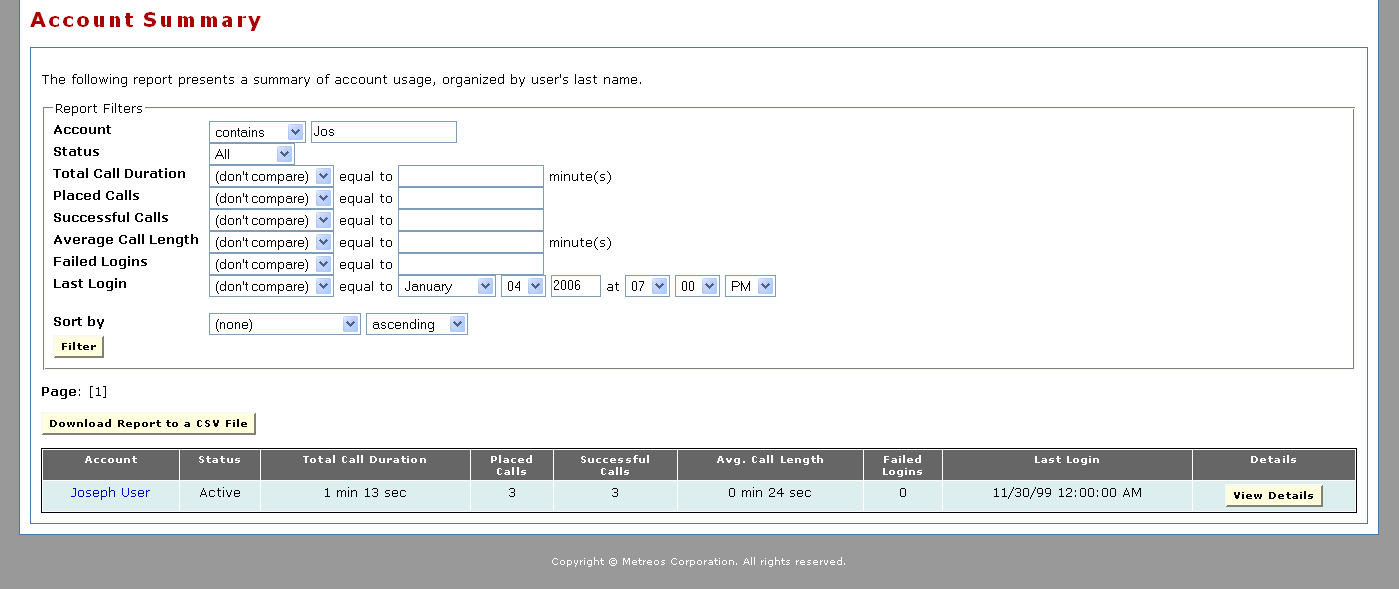 Account Summary
The following report presents a summary of account usage, organized by user's last name.
Report Filters
Account contains Jos
Status All
Total Call Duration (don't compare) equal to minute(s)
Placed Calls (don't compare) equal to
Successful Calls (don't compare) equal to
Average Call Length (don't compare) equal to minute(s)
Failed Logins (don't compare) equal to
Last Login (don't compare) equal to January 04 2006 at 07 00 PM
Sort by (none) ascending
Filter
Page: [1]
Download Report to a CSV File
Account Status Total Call Duration Placed Calls Successful Calls Avg. Call Length Failed Logins Last Login Details
Joseph User Active 1 min 13 sec 3 3 0 min 24 sec 0 11/30/99 12:00:00 AM View Details
Copyright © Metreos Corporation. All rights reserved.